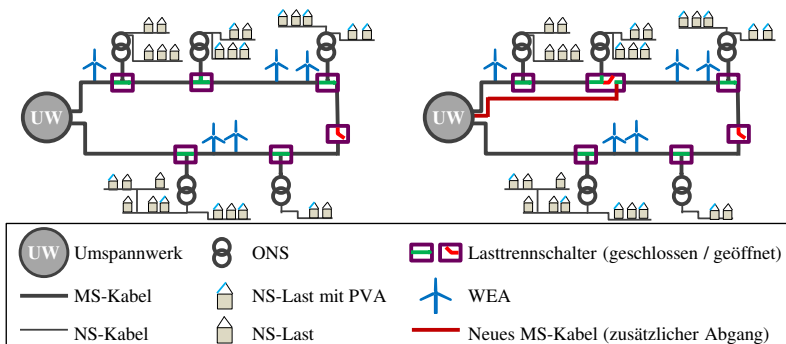 UW
UW
UW Umspannwerk ONS Lasttrennschalter (geschlossen / geöffnet)
MS-Kabel NS-Last mit PVA WEA
NS-Kabel NS-Last Neues MS-Kabel (zusätzlicher Abgang)